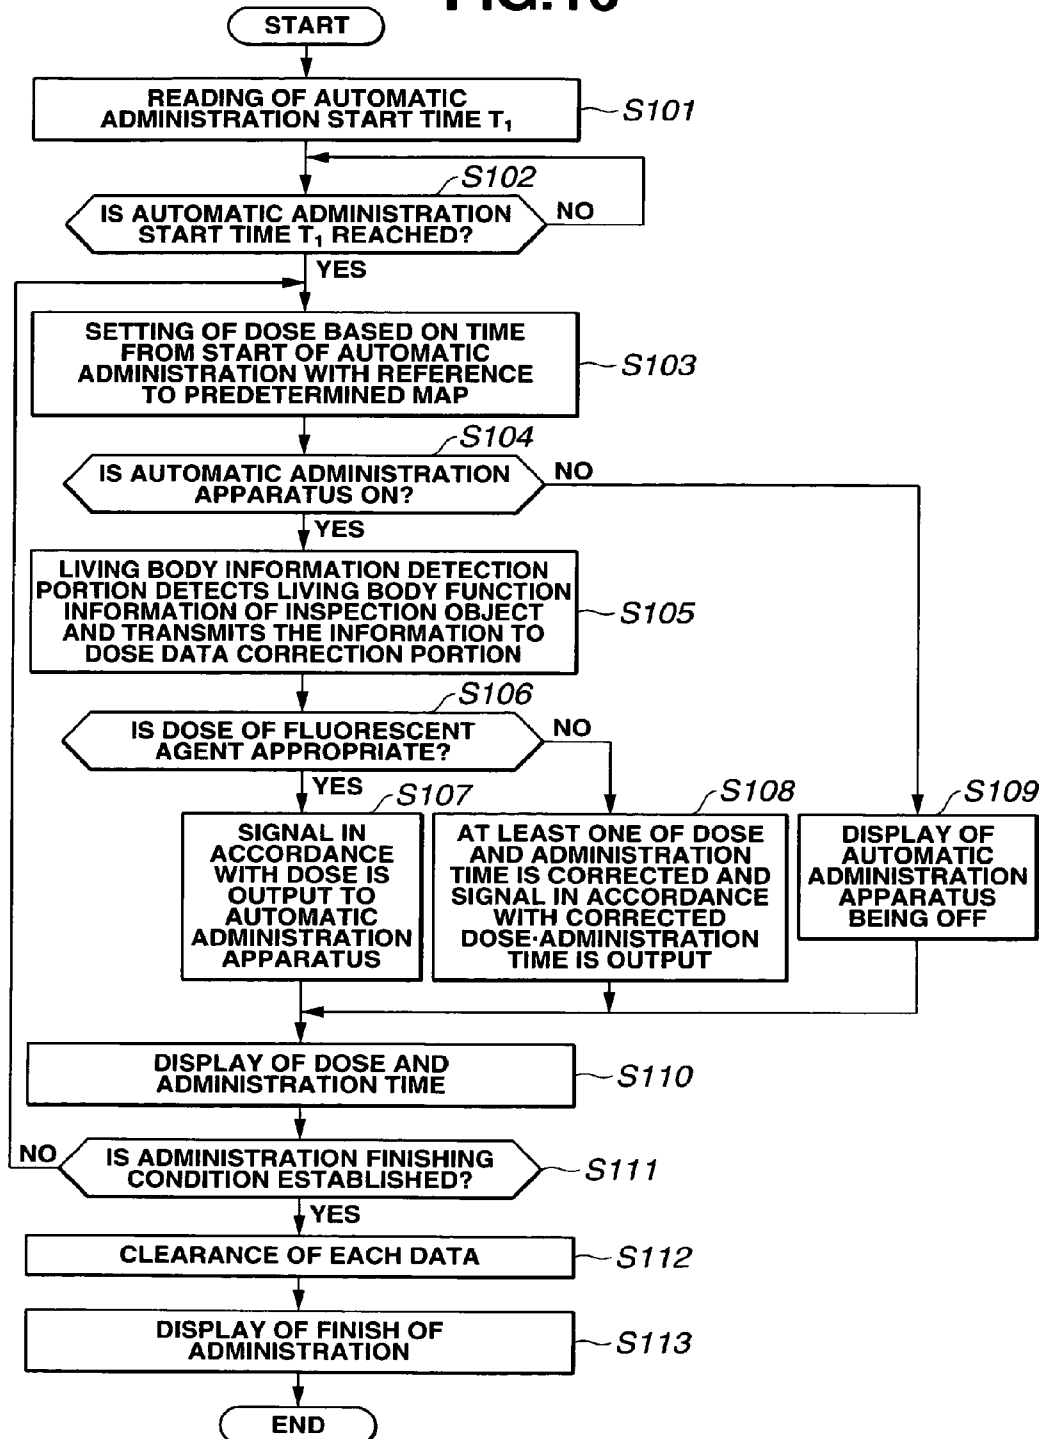 START
READING OF AUTOMATIC
ADMINISTRATION START TIME T₁
S101
S102
IS AUTOMATIC ADMINISTRATION
START TIME T₁ REACHED?
NO
YES
SETTING OF DOSE BASED ON TIME
FROM START OF AUTOMATIC
ADMINISTRATION WITH REFERENCE
TO PREDETERMINED MAP
S103
S104
IS AUTOMATIC ADMINISTRATION
APPARATUS ON?
NO
YES
LIVING BODY INFORMATION DETECTION
PORTION DETECTS LIVING BODY FUNCTION
INFORMATION OF INSPECTION OBJECT
AND TRANSMITS THE INFORMATION TO
DOSE DATA CORRECTION PORTION
S105
S106
IS DOSE OF FLUORESCENT
AGENT APPROPRIATE?
NO
YES
S107
SIGNAL IN
ACCORDANCE
WITH DOSE IS
OUTPUT TO
AUTOMATIC
ADMINISTRATION
APPARATUS
S108
AT LEAST ONE OF DOSE
AND ADMINISTRATION
TIME IS CORRECTED AND
SIGNAL IN ACCORDANCE
WITH CORRECTED
DOSE·ADMINISTRATION
TIME IS OUTPUT
S109
DISPLAY OF
AUTOMATIC
ADMINISTRATION
APPARATUS
BEING OFF
DISPLAY OF DOSE AND
ADMINISTRATION TIME
S110
NO
IS ADMINISTRATION FINISHING
CONDITION ESTABLISHED?
S111
YES
CLEARANCE OF EACH DATA
S112
DISPLAY OF FINISH OF
ADMINISTRATION
S113
END